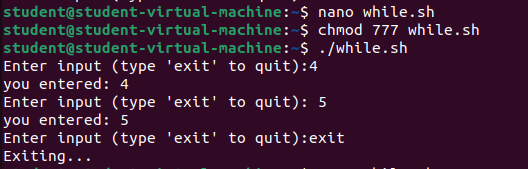 student@student-virtual-machine:~$ nano while.sh
student@student-virtual-machine:~$ chmod 777 while.sh
student@student-virtual-machine:~$ ./while.sh
Enter input (type 'exit' to quit):4
you entered: 4
Enter input (type 'exit' to quit): 5
you entered: 5
Enter input (type 'exit' to quit):exit
Exiting...